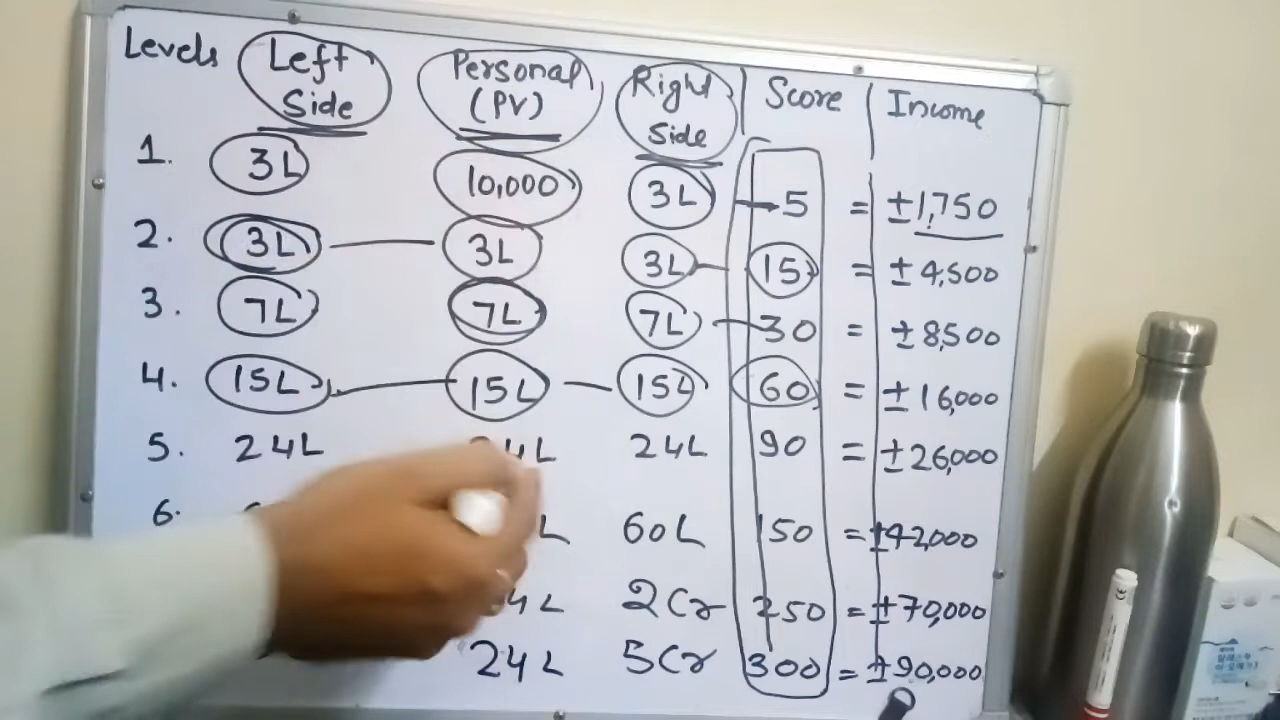 Levels Left Side Personal (PV) Right Side Score Income
1. 3L 10,000 3L 5 = ±1,750
2. 3L 3L 3L 15 = ±4,500
3. 7L 7L 7L 30 = ±8,500
4. 15L 15L 15L 60 = ±16,000
5. 24L 24L 90 = ±26,000
6. L 60L 150 = ±42,000
4L 2Cr 250 = ±70,000
24L 5Cr 300 = ±90,000